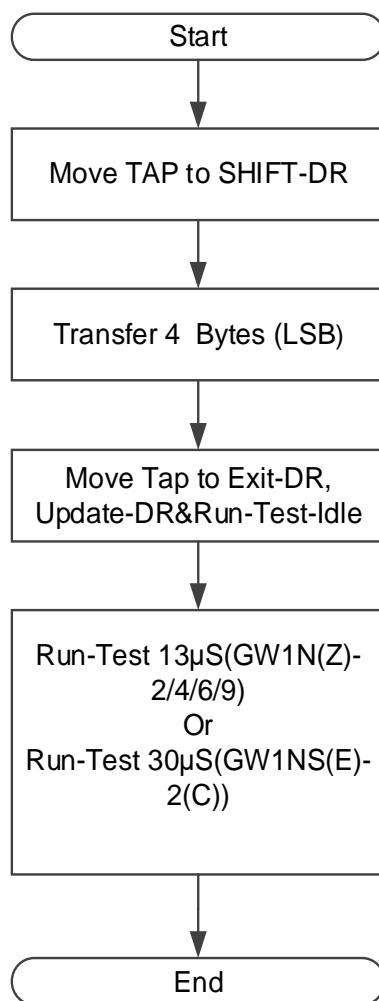 Start
Move TAP to SHIFT-DR
Transfer 4  Bytes (LSB)
Move Tap to Exit-DR,
Update-DR&Run-Test-Idle
Run-Test 13µS(GW1N(Z)-
2/4/6/9)
Or
Run-Test 30µS(GW1NS(E)-
2(C))
End